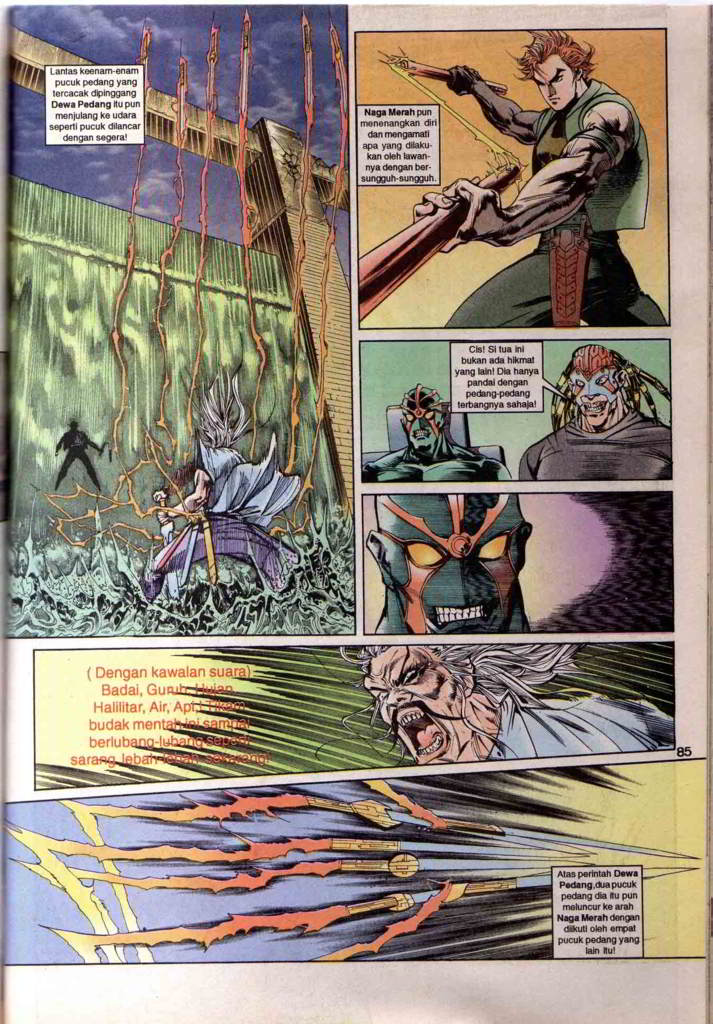 Lantas keenam-enam
pucuk pedang yang
tercacak dipinggang
Dewa Pedang itu pun
menjulang ke udara
seperti pucuk dilancar
dengan segera!
Naga Merah pun
menenangkan diri
dan mengamati
apa yang dilaku-
kan oleh lawan-
nya dengan ber-
sungguh-sungguh.
Cis! Si tua ini
bukan ada hikmat
yang lain! Dia hanya
pandai dengan
pedang-pedang
terbangnya sahaja!
( Dengan kawalan suara)
Badai, Guruh, Hujan
Halilitar, Air, Api ! Tikam
budak mentah ini sampai
berlubang-lubang seperti
sarang lebah-lebah sekarang!
85
Atas perintah Dewa
Pedang,dua pucuk
pedang dia itu pun
meluncur ke arah
Naga Merah dengan
diikuti oleh empat
pucuk pedang yang
lain itu!